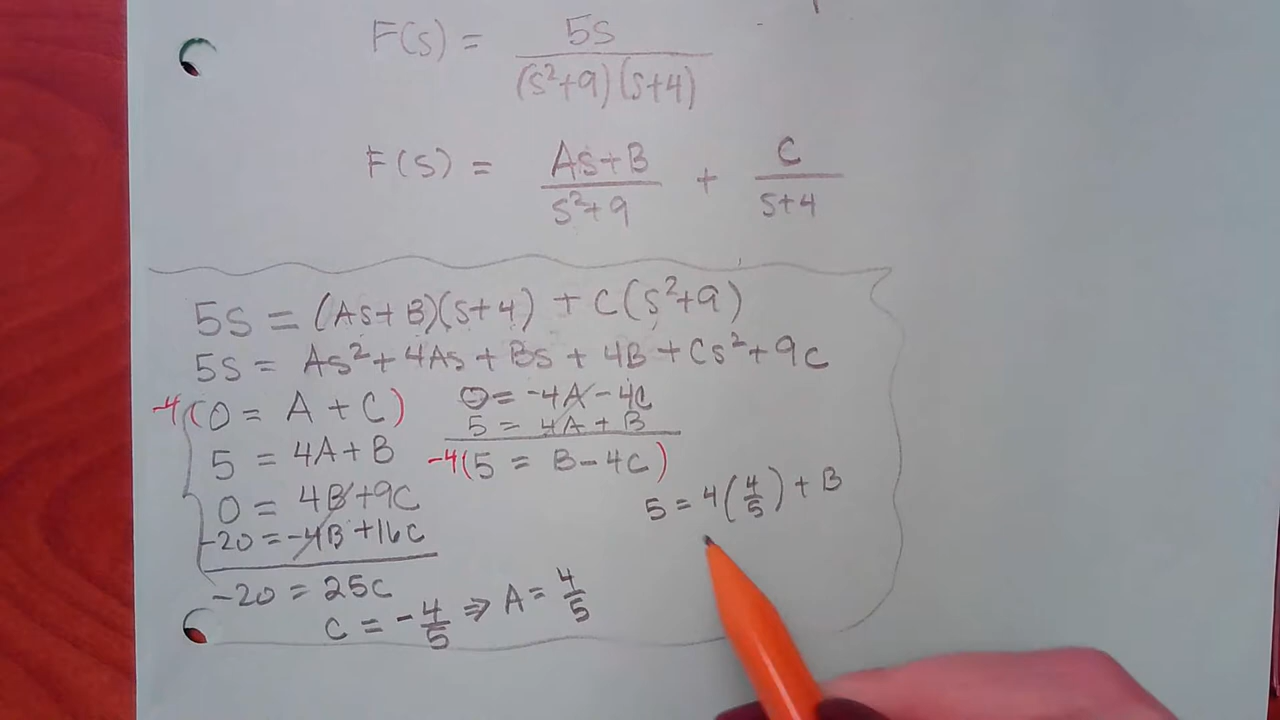 F(s) = 5s / (s²+9)(s+4)
F(s) = As+B / s²+9 + C / s+4
5s = (As+B)(s+4) + C(s²+9)
5s = As² + 4As + Bs + 4B + Cs² + 9C
-4(0 = A + C)
5 = 4A + B
0 = 4B + 9C
-20 = -4B + 16C
-20 = 25C
C = -4/5 ⇒ A = 4/5
0 = -4A - 4C
5 = 4A + B
-4(5 = B - 4C)
5 = 4(4/5) + B